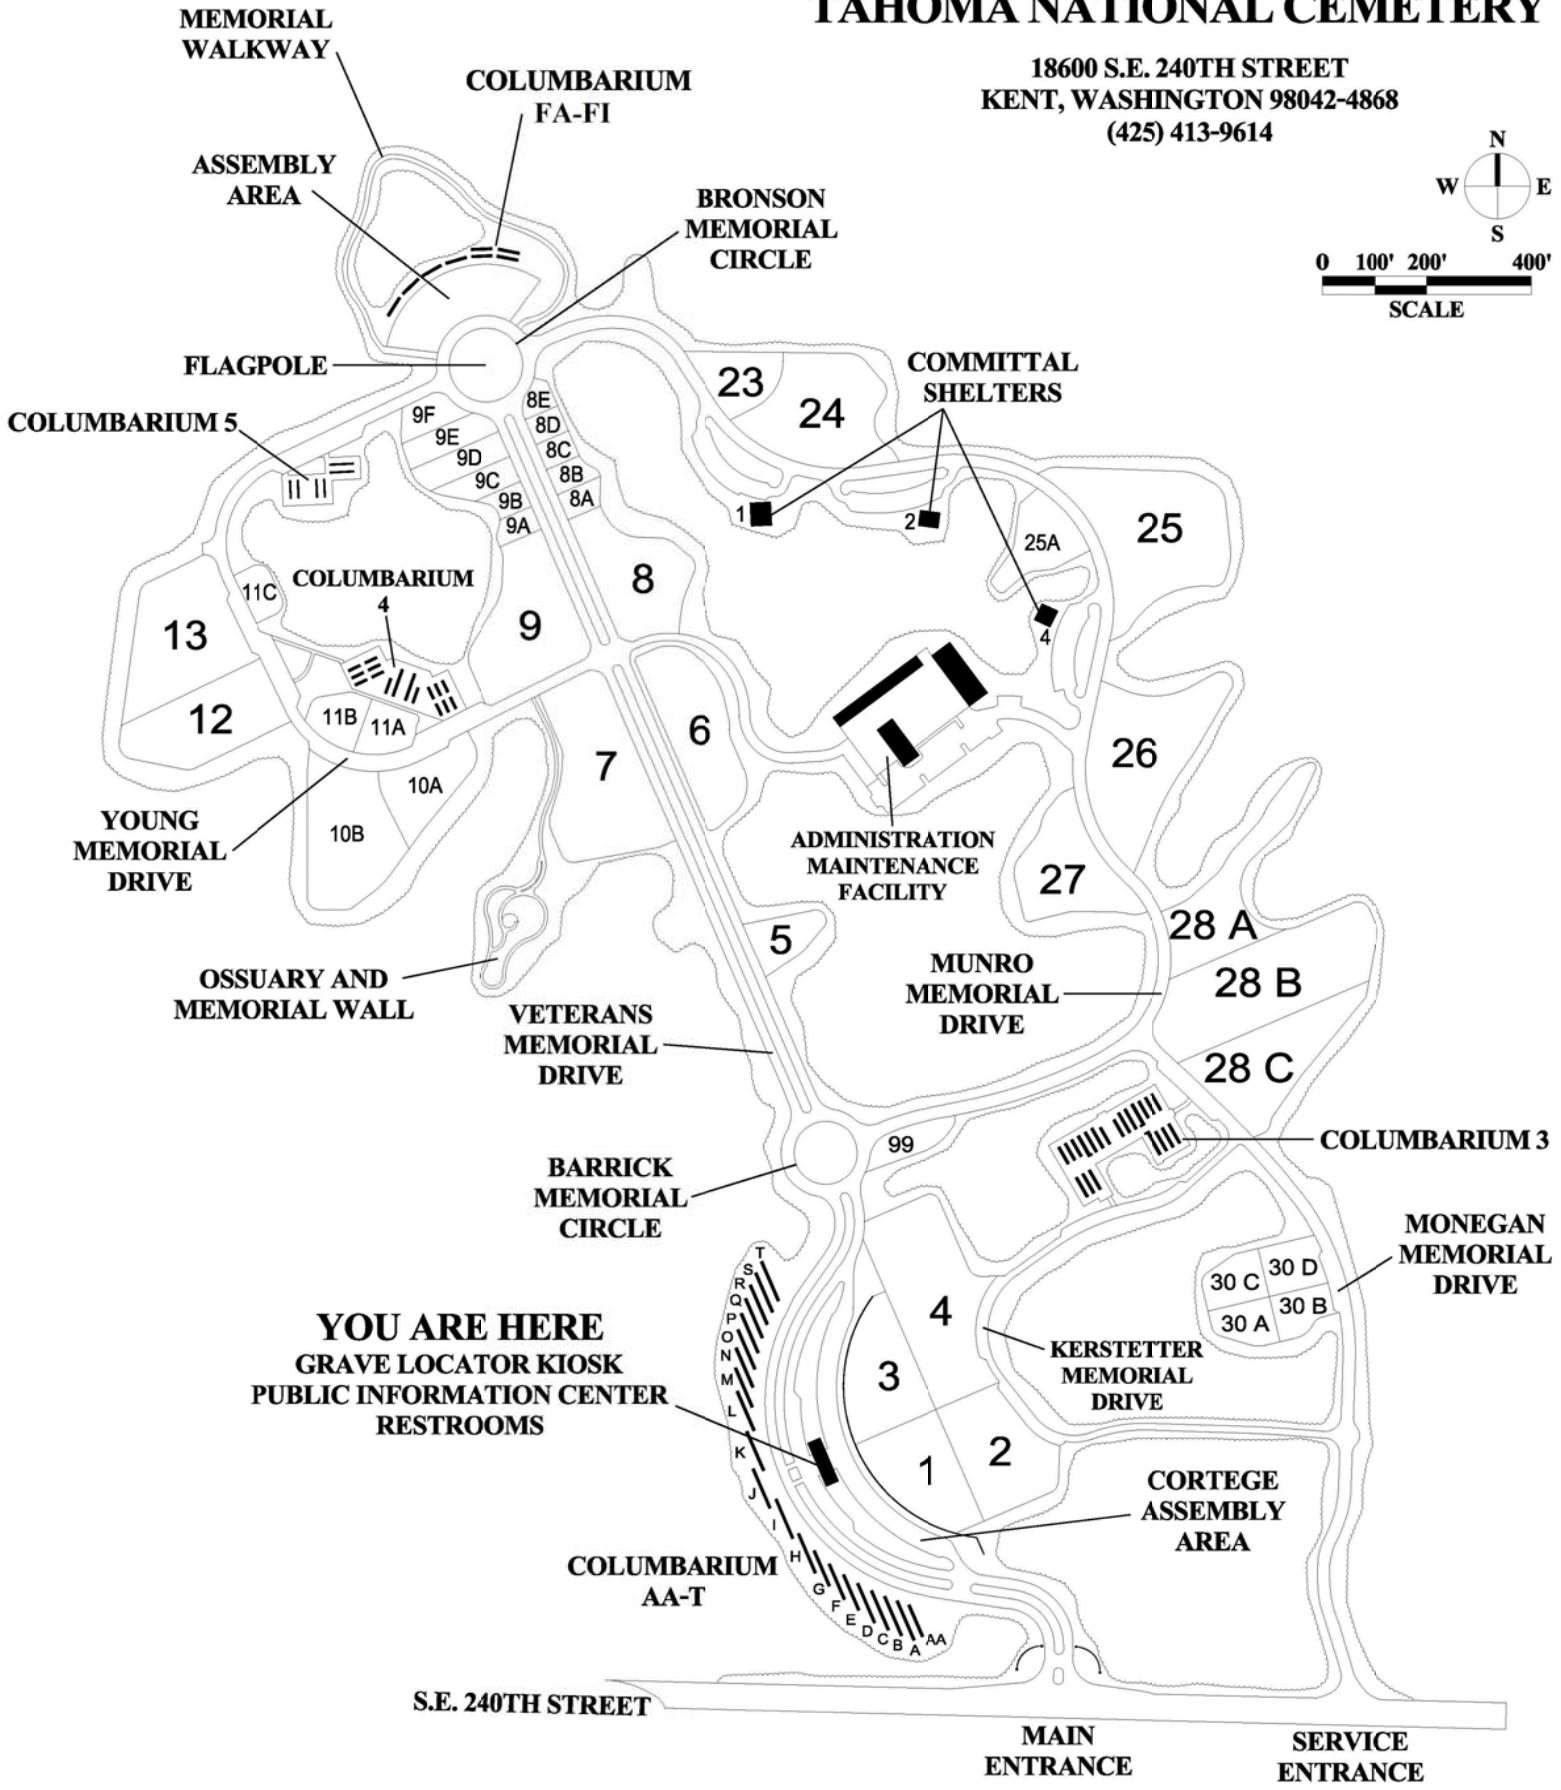 TAHOMA NATIONAL CEMETERY
18600 S.E. 240TH STREET
KENT, WASHINGTON 98042-4868
(425) 413-9614
N
W
E
S
0 100' 200' 400'
SCALE
MEMORIAL
WALKWAY
COLUMBARIUM
FA-FI
ASSEMBLY
AREA
BRONSON
MEMORIAL
CIRCLE
FLAGPOLE
COLUMBARIUM 5
COMMITTAL
SHELTERS
1
2
4
23
24
25
25A
8E
8D
8C
8B
8A
9F
9E
9D
9C
9B
9A
8
9
11C
COLUMBARIUM
4
13
12
11B
11A
10A
10B
7
6
26
27
YOUNG
MEMORIAL
DRIVE
ADMINISTRATION
MAINTENANCE
FACILITY
5
28 A
28 B
28 C
OSSUARY AND
MEMORIAL WALL
MUNRO
MEMORIAL
DRIVE
VETERANS
MEMORIAL
DRIVE
99
COLUMBARIUM 3
BARRICK
MEMORIAL
CIRCLE
MONEGAN
MEMORIAL
DRIVE
30 C
30 D
30 A
30 B
4
3
1
2
KERSTETTER
MEMORIAL
DRIVE
YOU ARE HERE
GRAVE LOCATOR KIOSK
PUBLIC INFORMATION CENTER
RESTROOMS
T
S
R
Q
P
O
N
M
L
K
J
I
H
G
F
E
D
C
B
A
AA
CORTEGE
ASSEMBLY
AREA
COLUMBARIUM
AA-T
S.E. 240TH STREET
MAIN
ENTRANCE
SERVICE
ENTRANCE